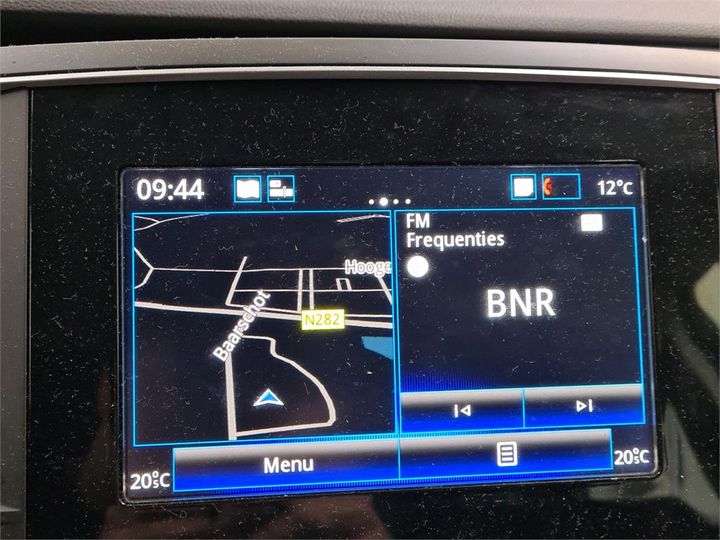 09:44
12°C
FM
Frequenties
BNR
Hooge
N282
Baarschot
20°C
Menu
20°C